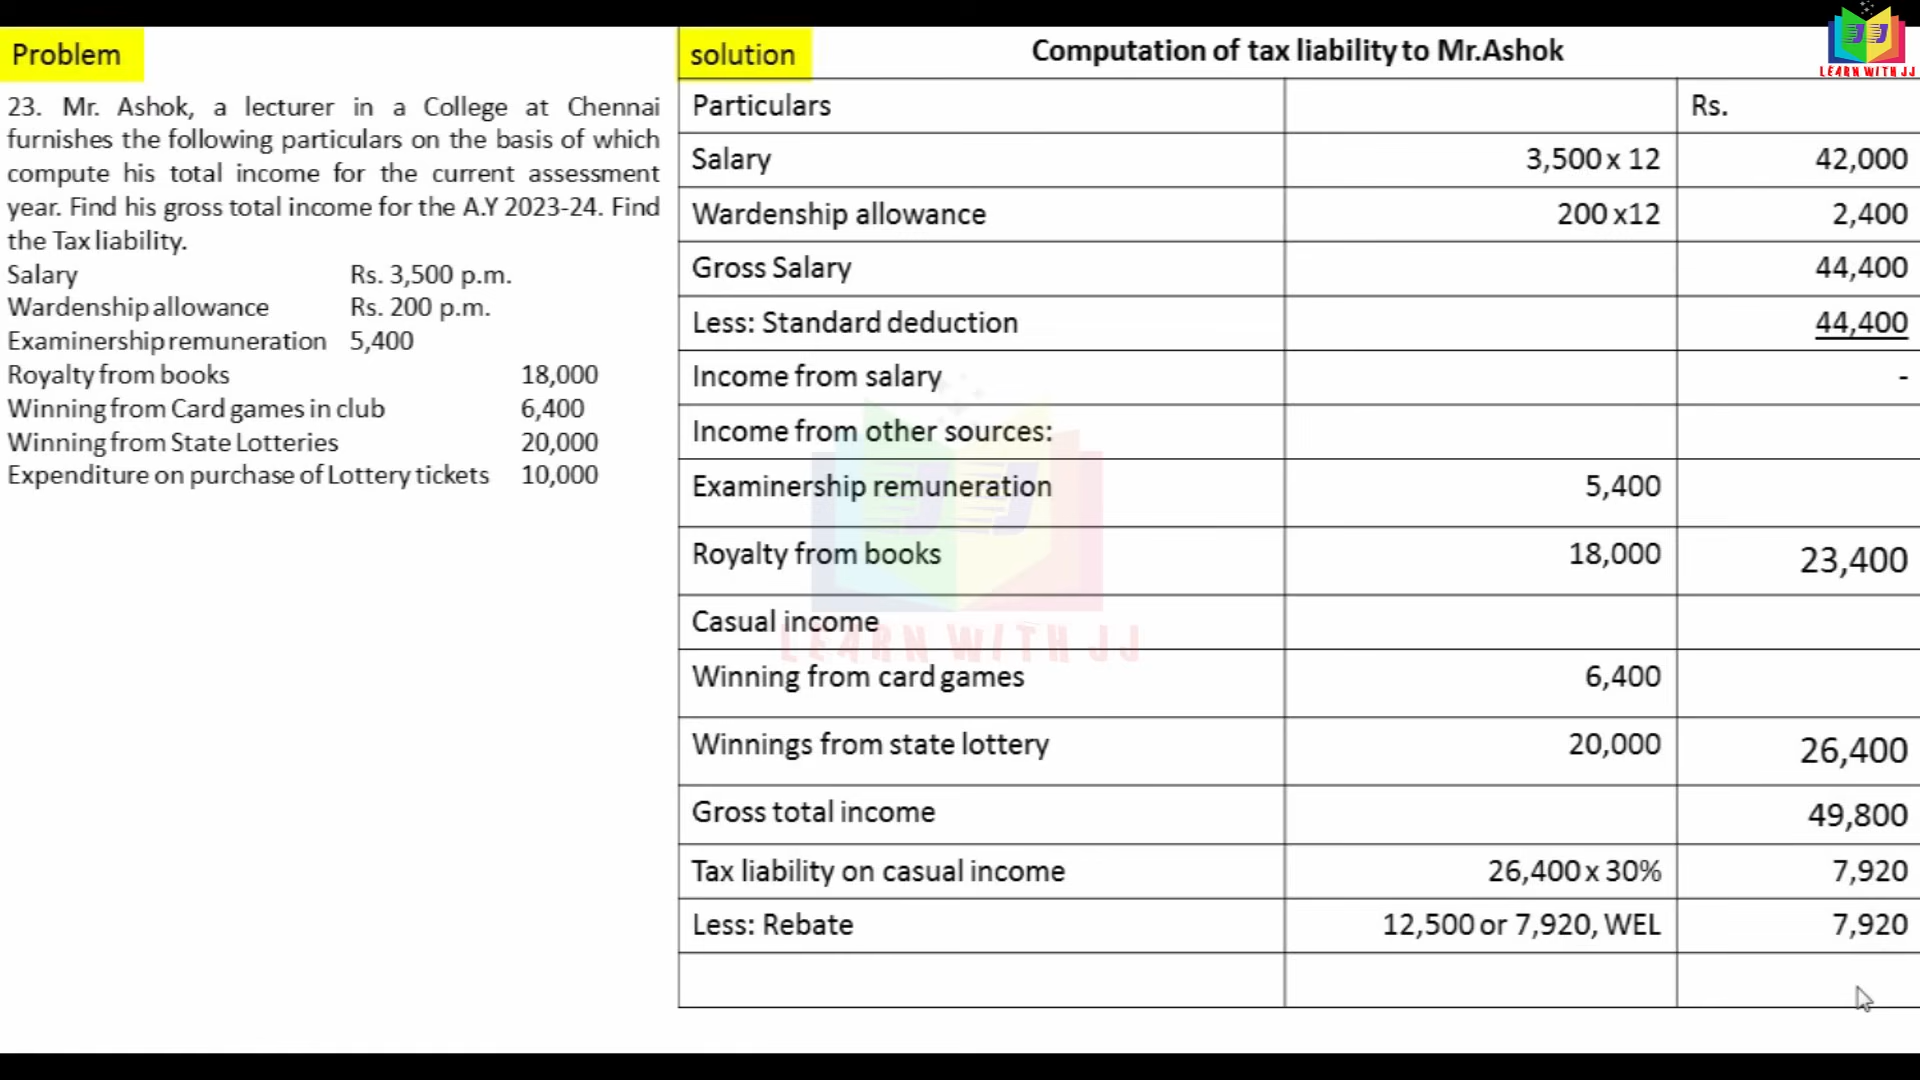 Problem
23. Mr. Ashok, a lecturer in a College at Chennai
furnishes the following particulars on the basis of which
compute his total income for the current assessment
year. Find his gross total income for the A.Y 2023-24. Find
the Tax liability.
Salary Rs. 3,500 p.m.
Wardenship allowance Rs. 200 p.m.
Examinership remuneration 5,400
Royalty from books 18,000
Winning from Card games in club 6,400
Winning from State Lotteries 20,000
Expenditure on purchase of Lottery tickets 10,000
solution
Computation of tax liability to Mr.Ashok
JJ
LEARN WITH JJ
Particulars Rs.
Salary 3,500 x 12 42,000
Wardenship allowance 200 x12 2,400
Gross Salary 44,400
Less: Standard deduction 44,400
Income from salary -
Income from other sources:
Examinership remuneration 5,400
Royalty from books 18,000 23,400
Casual income
Winning from card games 6,400
Winnings from state lottery 20,000 26,400
Gross total income 49,800
Tax liability on casual income 26,400 x 30% 7,920
Less: Rebate 12,500 or 7,920, WEL 7,920
JJ
LEARN WITH JJ